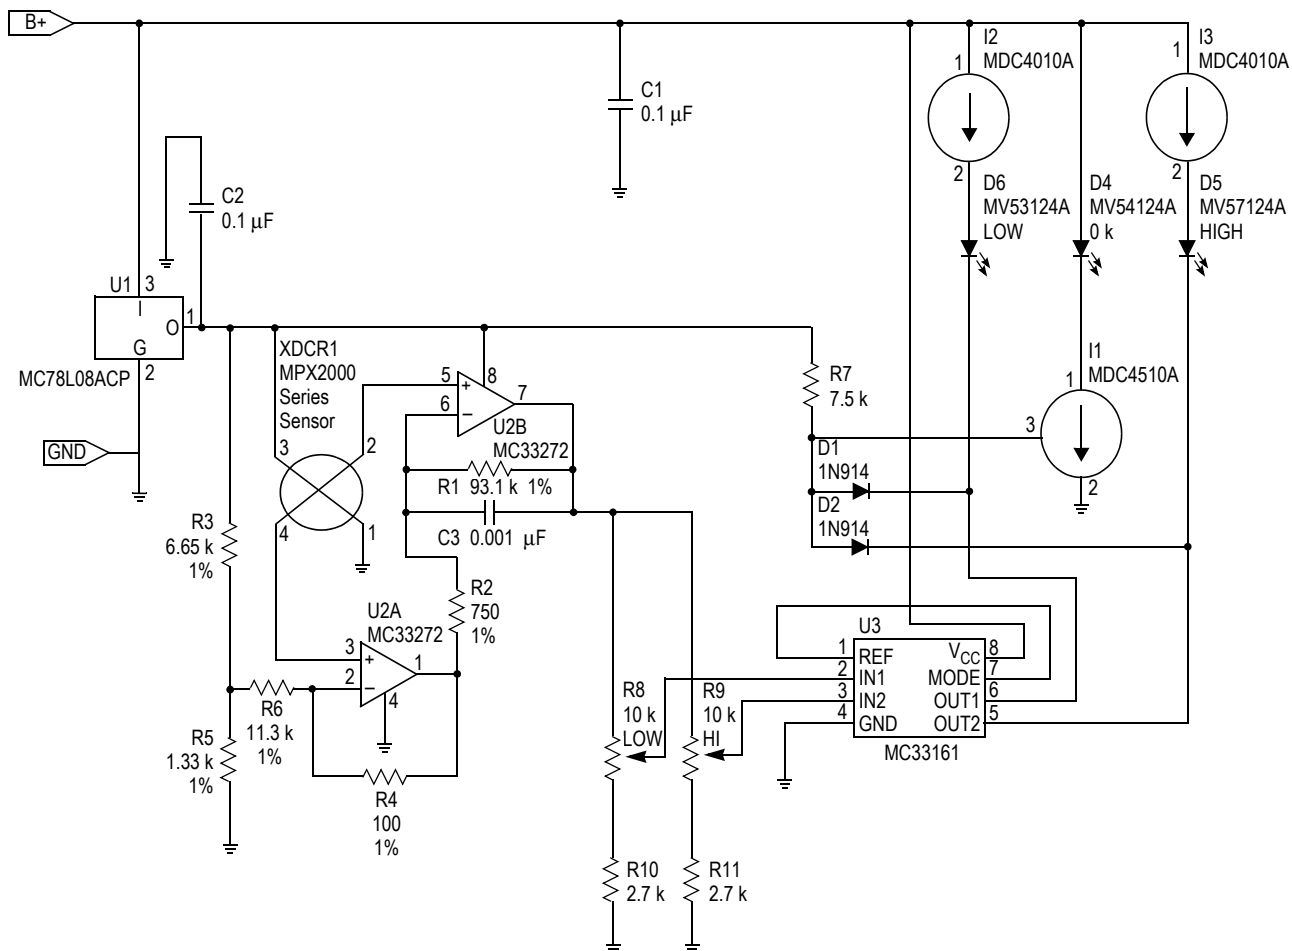 B+
I2
MDC4010A
1
2
I3
MDC4010A
1
2
C1
0.1 μF
C2
0.1 μF
D6
MV53124A
LOW
D4
MV54124A
0 k
D5
MV57124A
HIGH
U1
3
I
O
1
G
2
MC78L08ACP
GND
XDCR1
MPX2000
Series
Sensor
3
2
4
1
5
+
6
−
8
7
U2B
MC33272
R7
7.5 k
I1
MDC4510A
1
3
2
D1
1N914
D2
1N914
R1 93.1 k 1%
C3 0.001 μF
R3
6.65 k
1%
R2
750
1%
U2A
MC33272
3
+
2
−
1
4
R6
11.3 k
1%
R5
1.33 k
1%
R4
100
1%
R8
10 k
LOW
R9
10 k
HI
U3
1
REF
VCC
8
2
IN1
MODE
7
3
IN2
OUT1
6
4
GND
OUT2
5
MC33161
R10
2.7 k
R11
2.7 k